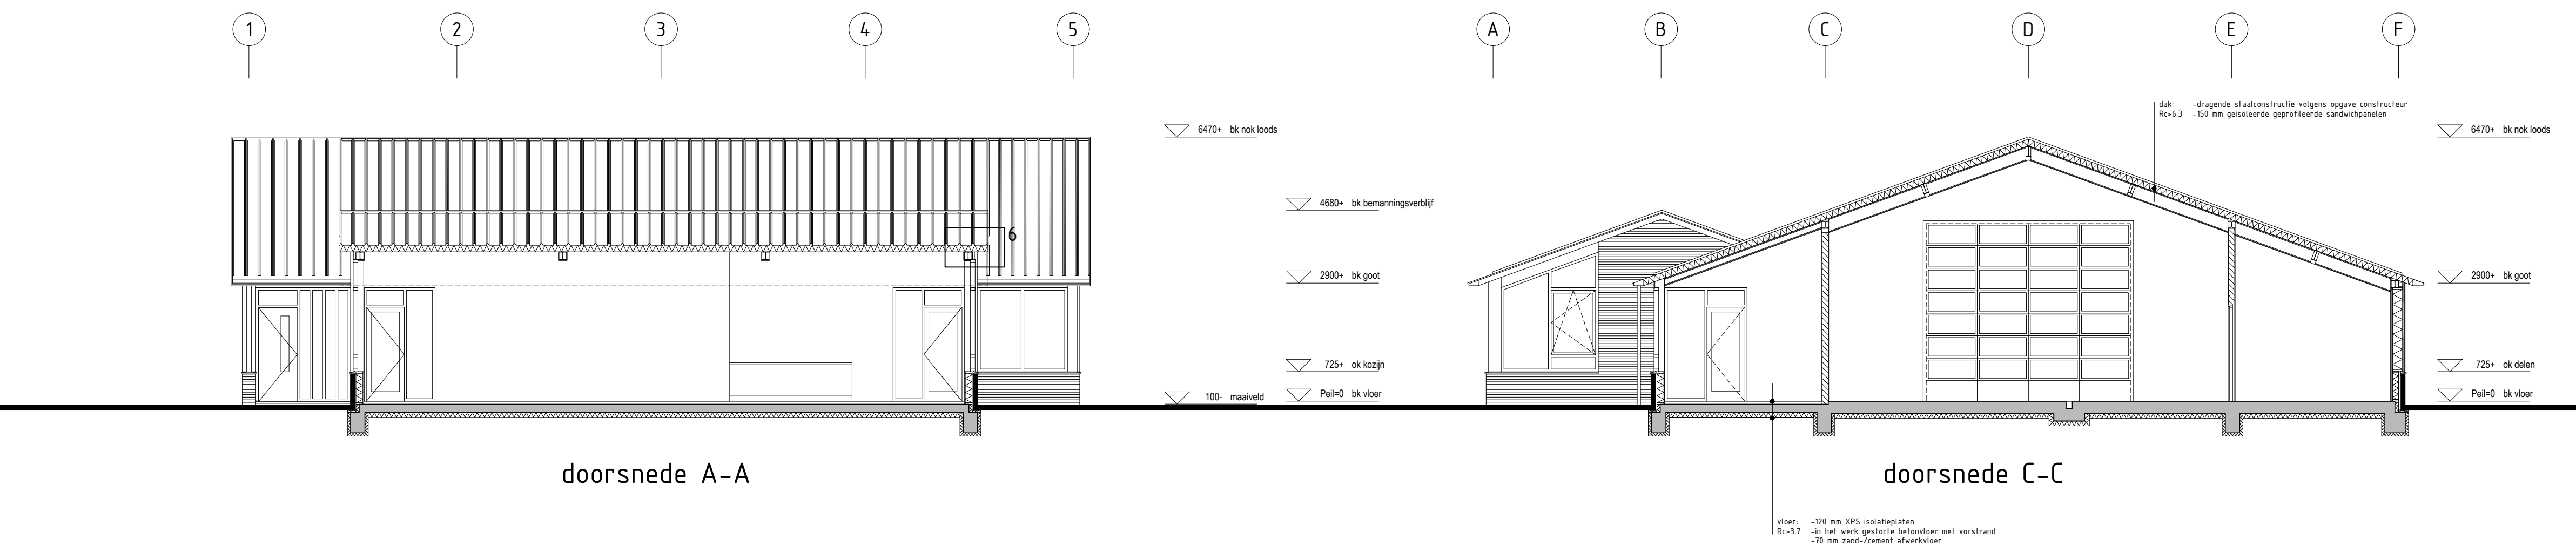 1 2 3 4 5 A B C D E F
dak: -dragende staalconstructie volgens opgave constructeur
Rc>6.3 -150 mm geisoleerde geprofileerde sandwichpanelen
6470+ bk nok loods
6470+ bk nok loods
4680+ bk bemanningsverblijf
6
2900+ bk goot
2900+ bk goot
725+ ok kozijn
725+ ok delen
100- maaiveld
Peil=0 bk vloer
Peil=0 bk vloer
doorsnede A-A
doorsnede C-C
vloer: -120 mm XPS isolatieplaten
Rc>3.7 -in het werk gestorte betonvloer met vorstrand
-70 mm zand-/cement afwerkvloer